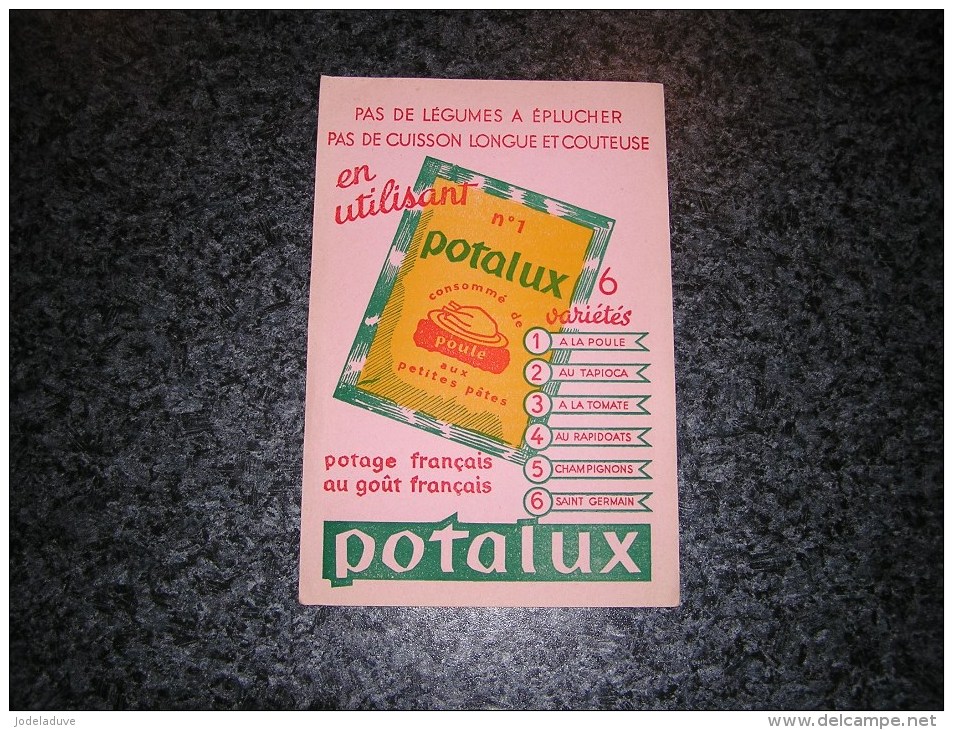 PAS DE LÉGUMES A ÉPLUCHER
PAS DE CUISSON LONGUE ET COUTEUSE
en
utilisant
n° 1
potalux
consommé de
poule
aux
petites pâtes
6
variétés
1 A LA POULE
2 AU TAPIOCA
3 A LA TOMATE
4 AU RAPIDOATS
5 CHAMPIGNONS
6 SAINT GERMAIN
potage français
au goût français
potalux
Jodeladuve
www.delcampe.net